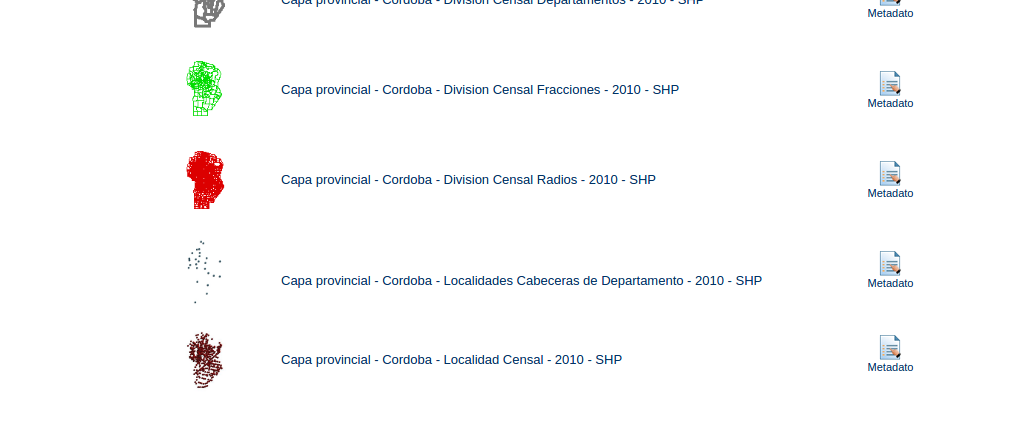 Capa provincial - Cordoba - Division Censal Departamentos - 2010 - SHP
Metadato
Capa provincial - Cordoba - Division Censal Fracciones - 2010 - SHP
Metadato
Capa provincial - Cordoba - Division Censal Radios - 2010 - SHP
Metadato
Capa provincial - Cordoba - Localidades Cabeceras de Departamento - 2010 - SHP
Metadato
Capa provincial - Cordoba - Localidad Censal - 2010 - SHP
Metadato